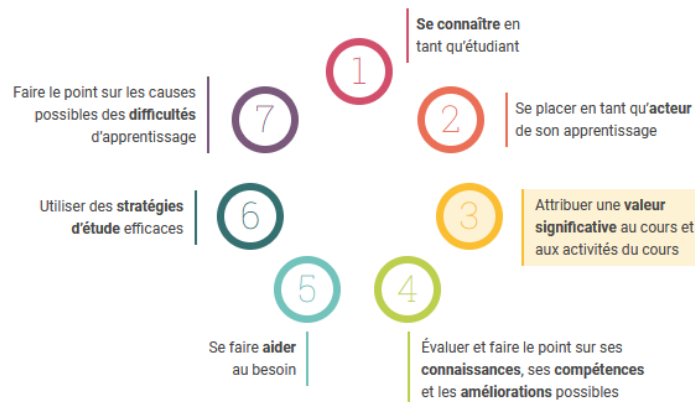 1
Se connaître en
tant qu'étudiant
2
Se placer en tant qu'acteur
de son apprentissage
3
Attribuer une valeur
significative au cours et
aux activités du cours
4
Évaluer et faire le point sur ses
connaissances, ses compétences
et les améliorations possibles
5
Se faire aider
au besoin
6
Utiliser des stratégies
d'étude efficaces
7
Faire le point sur les causes
possibles des difficultés
d'apprentissage